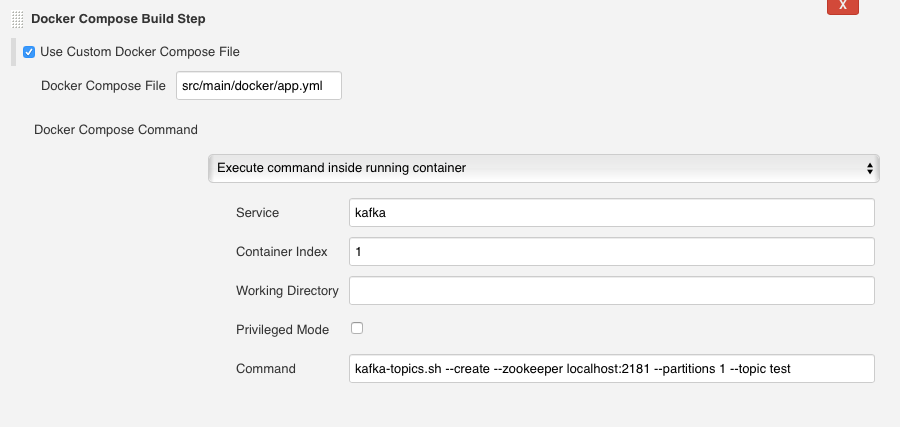 X
Docker Compose Build Step
Use Custom Docker Compose File
Docker Compose File src/main/docker/app.yml
Docker Compose Command
Execute command inside running container
Service kafka
Container Index 1
Working Directory
Privileged Mode
Command kafka-topics.sh --create --zookeeper localhost:2181 --partitions 1 --topic test